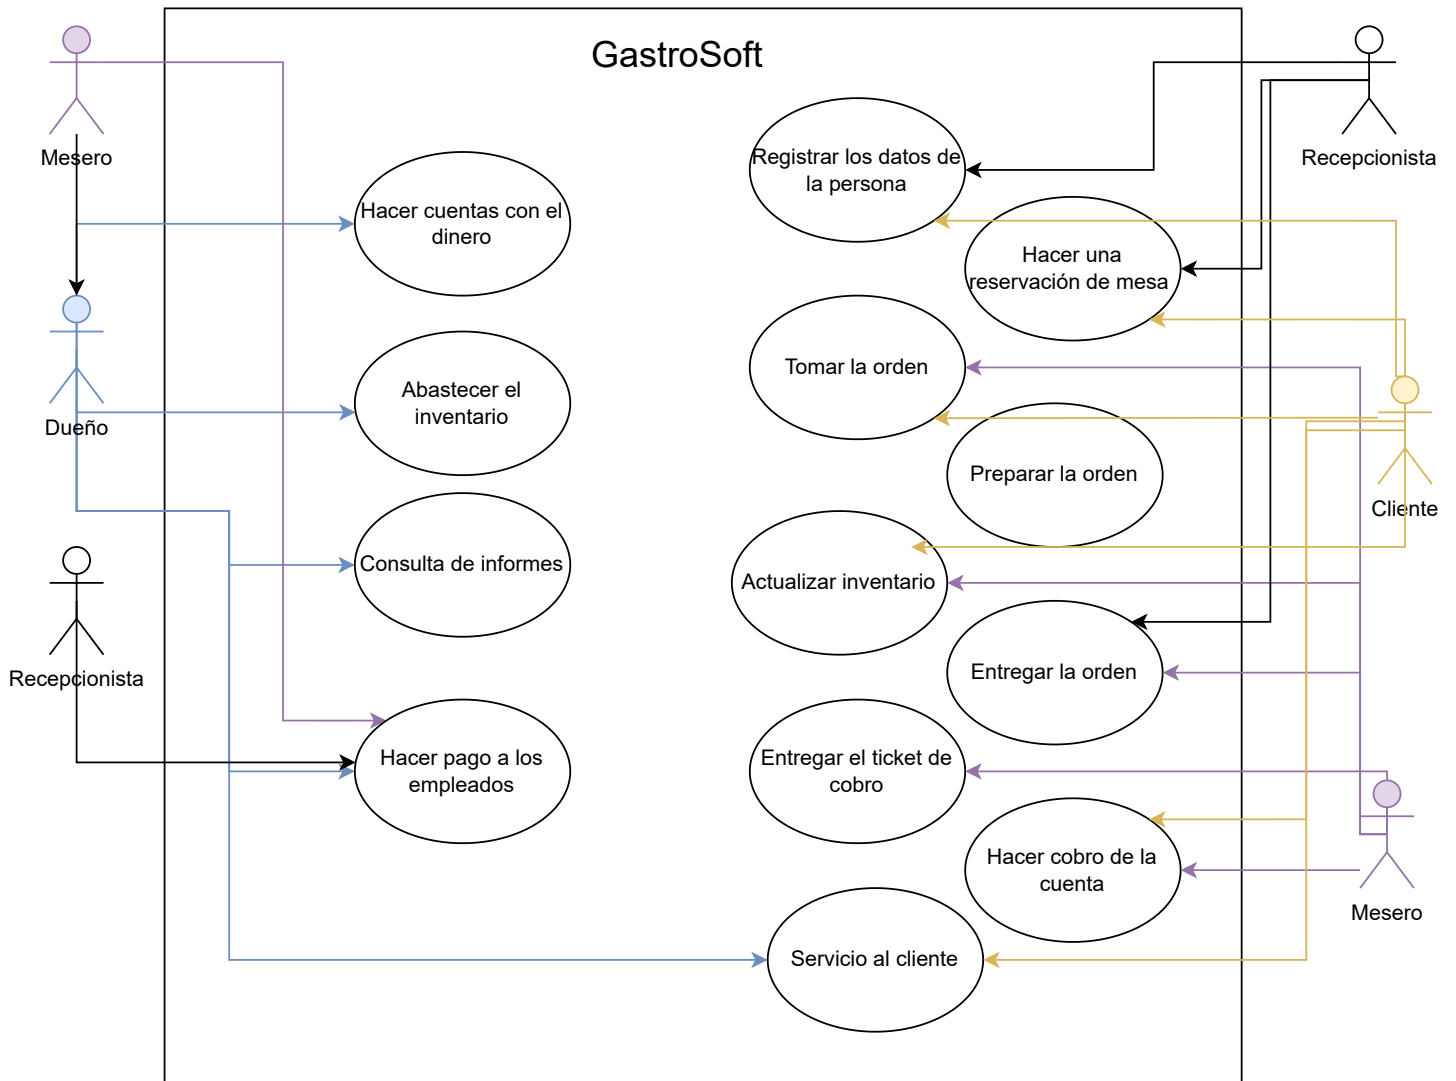 GastroSoft
Mesero
Recepcionista
Registrar los datos de
la persona
Hacer cuentas con el
dinero
Hacer una
reservación de mesa
Tomar la orden
Abastecer el
inventario
Dueño
Preparar la orden
Cliente
Consulta de informes
Actualizar inventario
Recepcionista
Entregar la orden
Hacer pago a los
empleados
Entregar el ticket de
cobro
Hacer cobro de la
cuenta
Mesero
Servicio al cliente